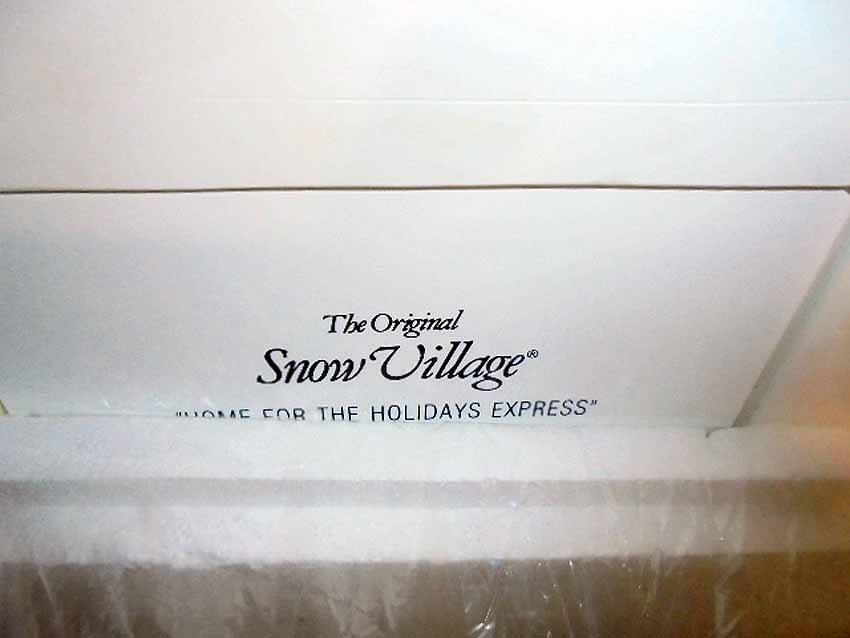 The Original
Snow Village®
"HOME FOR THE HOLIDAYS EXPRESS"